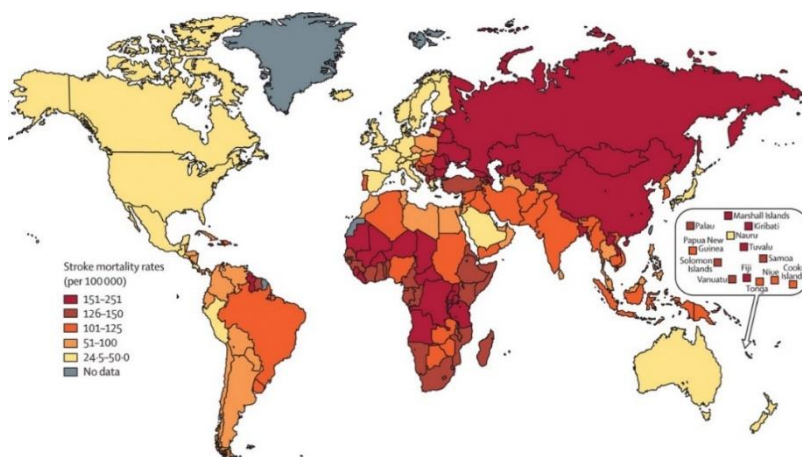 Stroke mortality rates
(per 100 000)
151–251
126–150
101–125
51–100
24·5–50·0
No data
Marshall Islands
Palau
Kiribati
Nauru
Papua New
Guinea
Tuvalu
Solomon
Islands
Samoa
Fiji
Niue
Cook
Islands
Vanuatu
Tonga